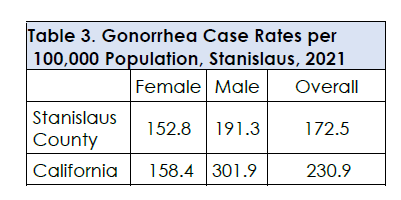 Table 3. Gonorrhea Case Rates per
100,000 Population, Stanislaus, 2021
Female Male Overall
Stanislaus
County 152.8 191.3 172.5
California 158.4 301.9 230.9